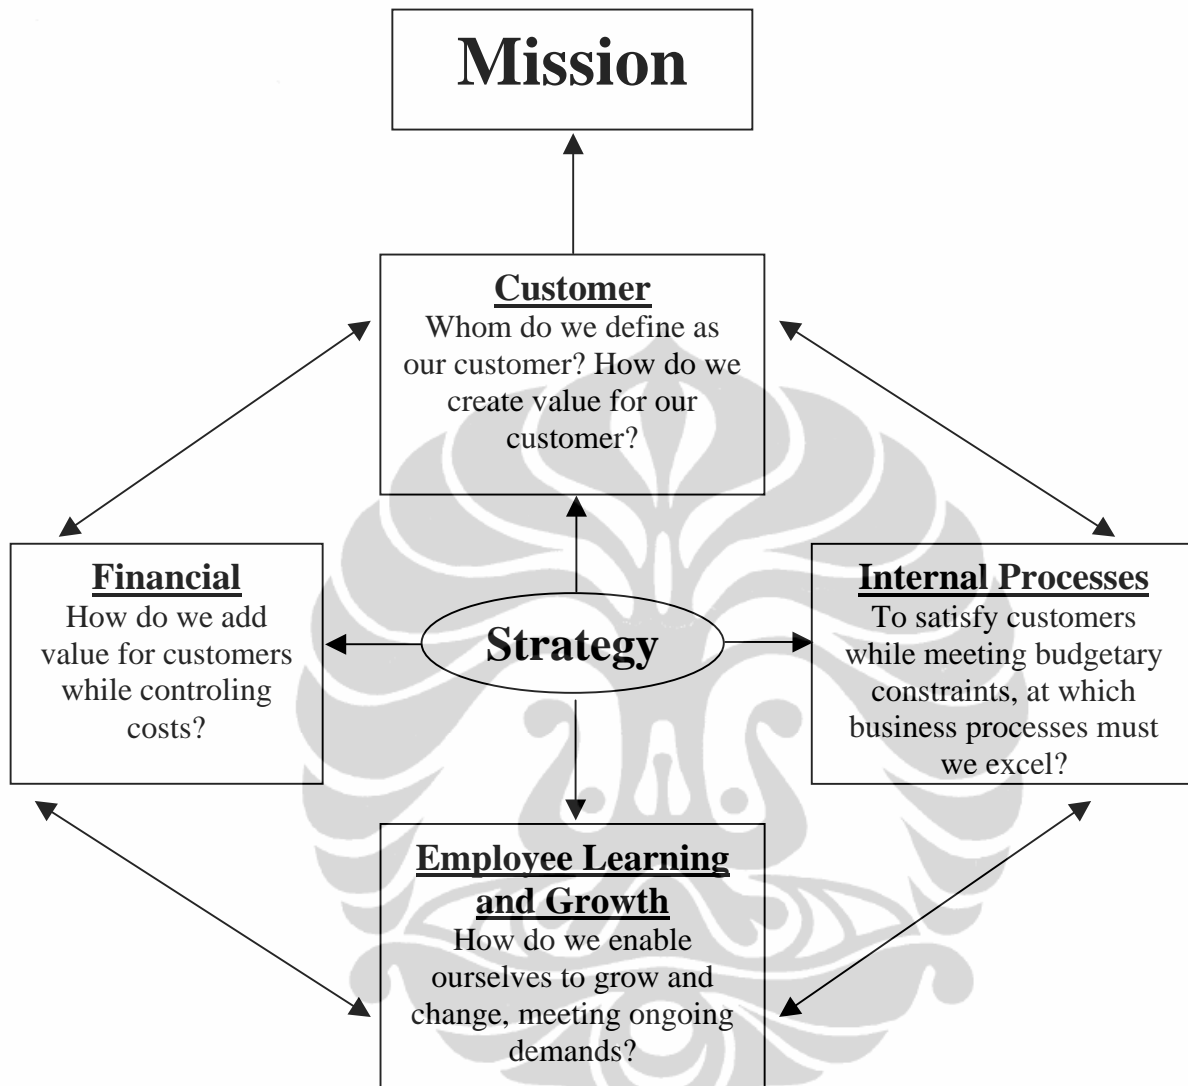 Mission
Customer
Whom do we define as
our customer? How do we
create value for our
customer?
Financial
How do we add
value for customers
while controling
costs?
Strategy
Internal Processes
To satisfy customers
while meeting budgetary
constraints, at which
business processes must
we excel?
Employee Learning
and Growth
How do we enable
ourselves to grow and
change, meeting ongoing
demands?